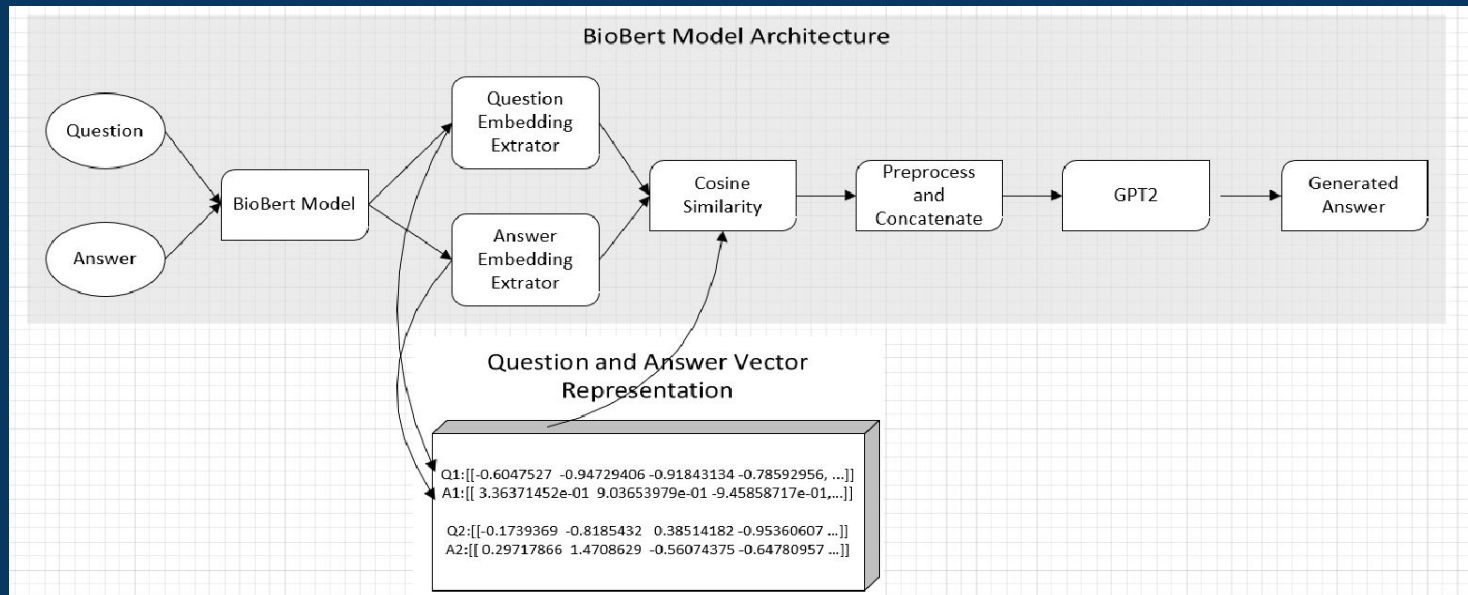 BioBert Model Architecture
Question
Answer
BioBert Model
Question
Embedding
Extrator
Answer
Embedding
Extrator
Cosine
Similarity
Preprocess
and
Concatenate
GPT2
Generated
Answer
Question and Answer Vector
Representation
Q1:[[-0.6047527 -0.94729406 -0.91843134 -0.78592956, ...]]
A1:[[ 3.36371452e-01 9.03653979e-01 -9.45858717e-01,...]]
Q2:[[-0.1739369 -0.8185432 0.38514182 -0.95360607 ...]]
A2:[[ 0.29717866 1.4708629 -0.56074375 -0.64780957 ...]]